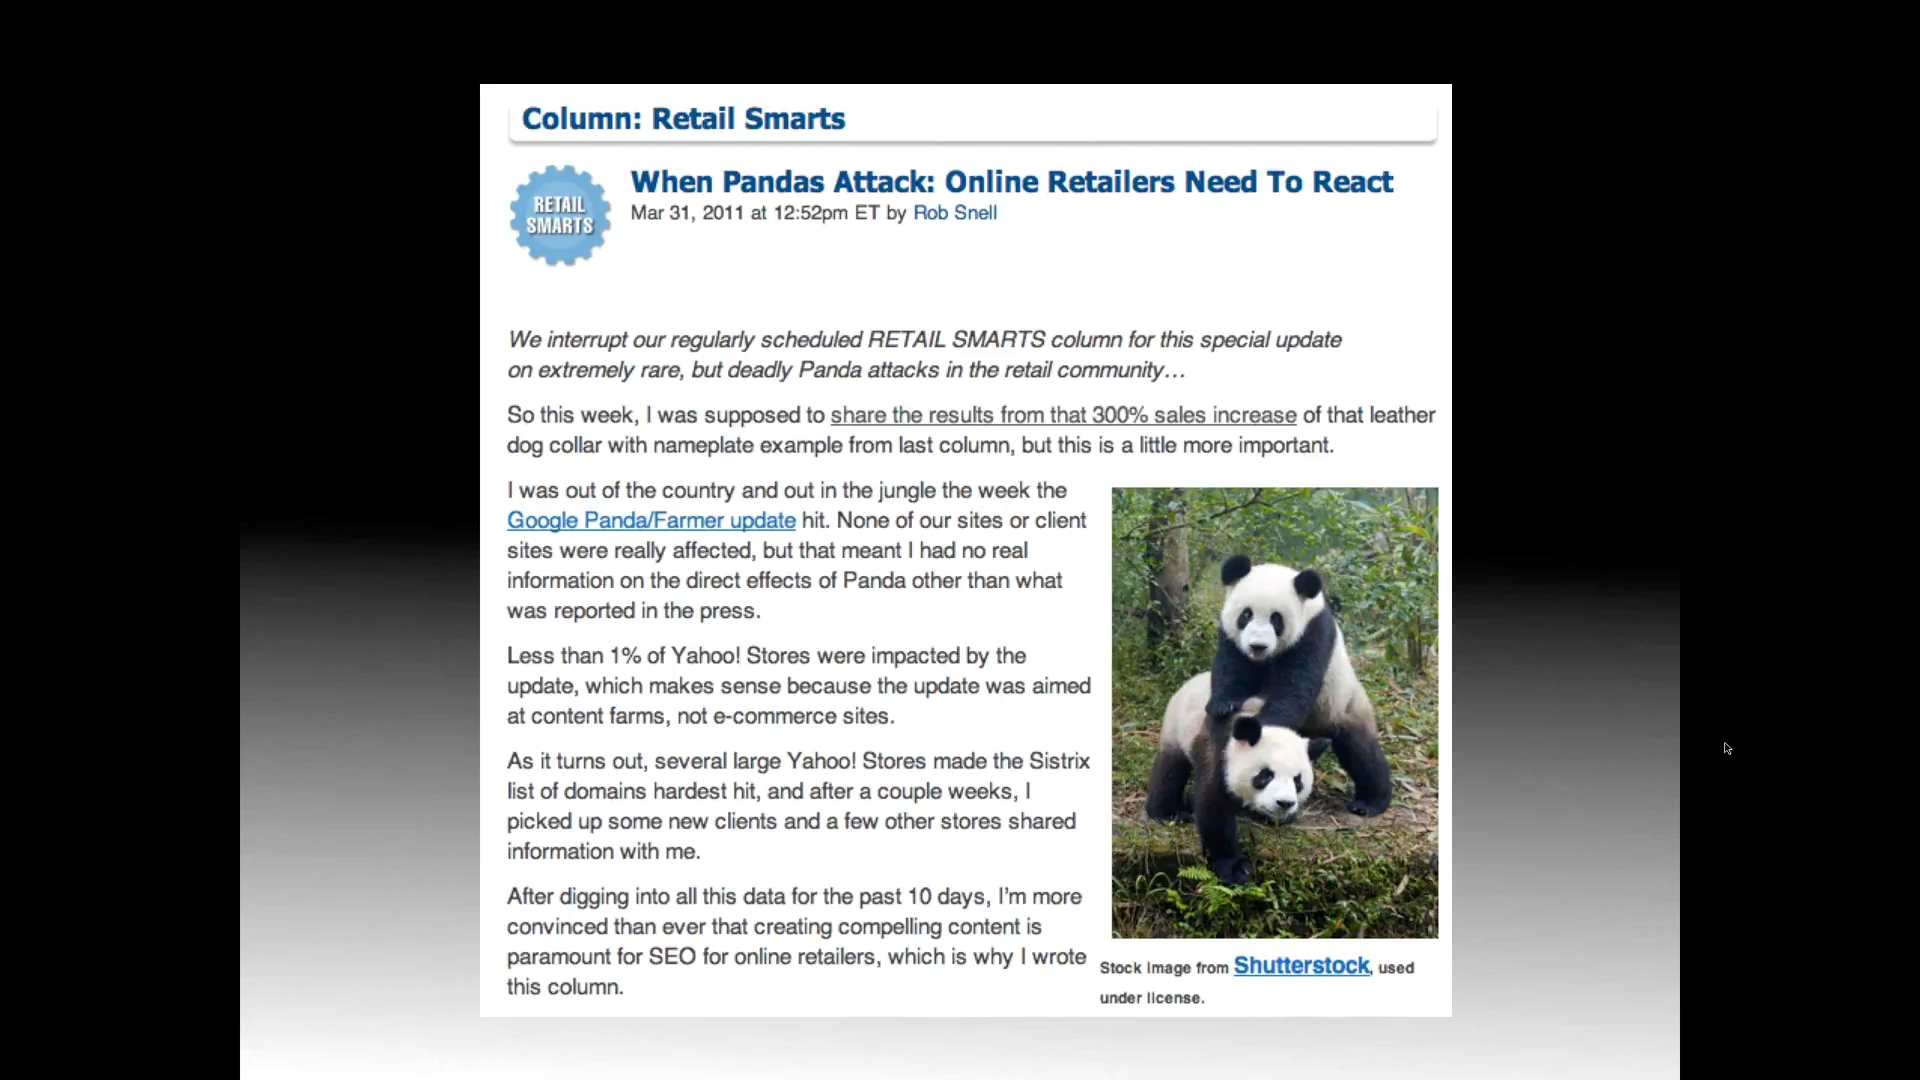 Column: Retail Smarts
RETAIL
SMARTS
When Pandas Attack: Online Retailers Need To React
Mar 31, 2011 at 12:52pm ET by Rob Snell
We interrupt our regularly scheduled RETAIL SMARTS column for this special update
on extremely rare, but deadly Panda attacks in the retail community…
So this week, I was supposed to share the results from that 300% sales increase of that leather
dog collar with nameplate example from last column, but this is a little more important.
I was out of the country and out in the jungle the week the
Google Panda/Farmer update hit. None of our sites or client
sites were really affected, but that meant I had no real
information on the direct effects of Panda other than what
was reported in the press.
Less than 1% of Yahoo! Stores were impacted by the
update, which makes sense because the update was aimed
at content farms, not e-commerce sites.
As it turns out, several large Yahoo! Stores made the Sistrix
list of domains hardest hit, and after a couple weeks, I
picked up some new clients and a few other stores shared
information with me.
After digging into all this data for the past 10 days, I'm more
convinced than ever that creating compelling content is
paramount for SEO for online retailers, which is why I wrote
this column.
Stock image from Shutterstock, used
under license.